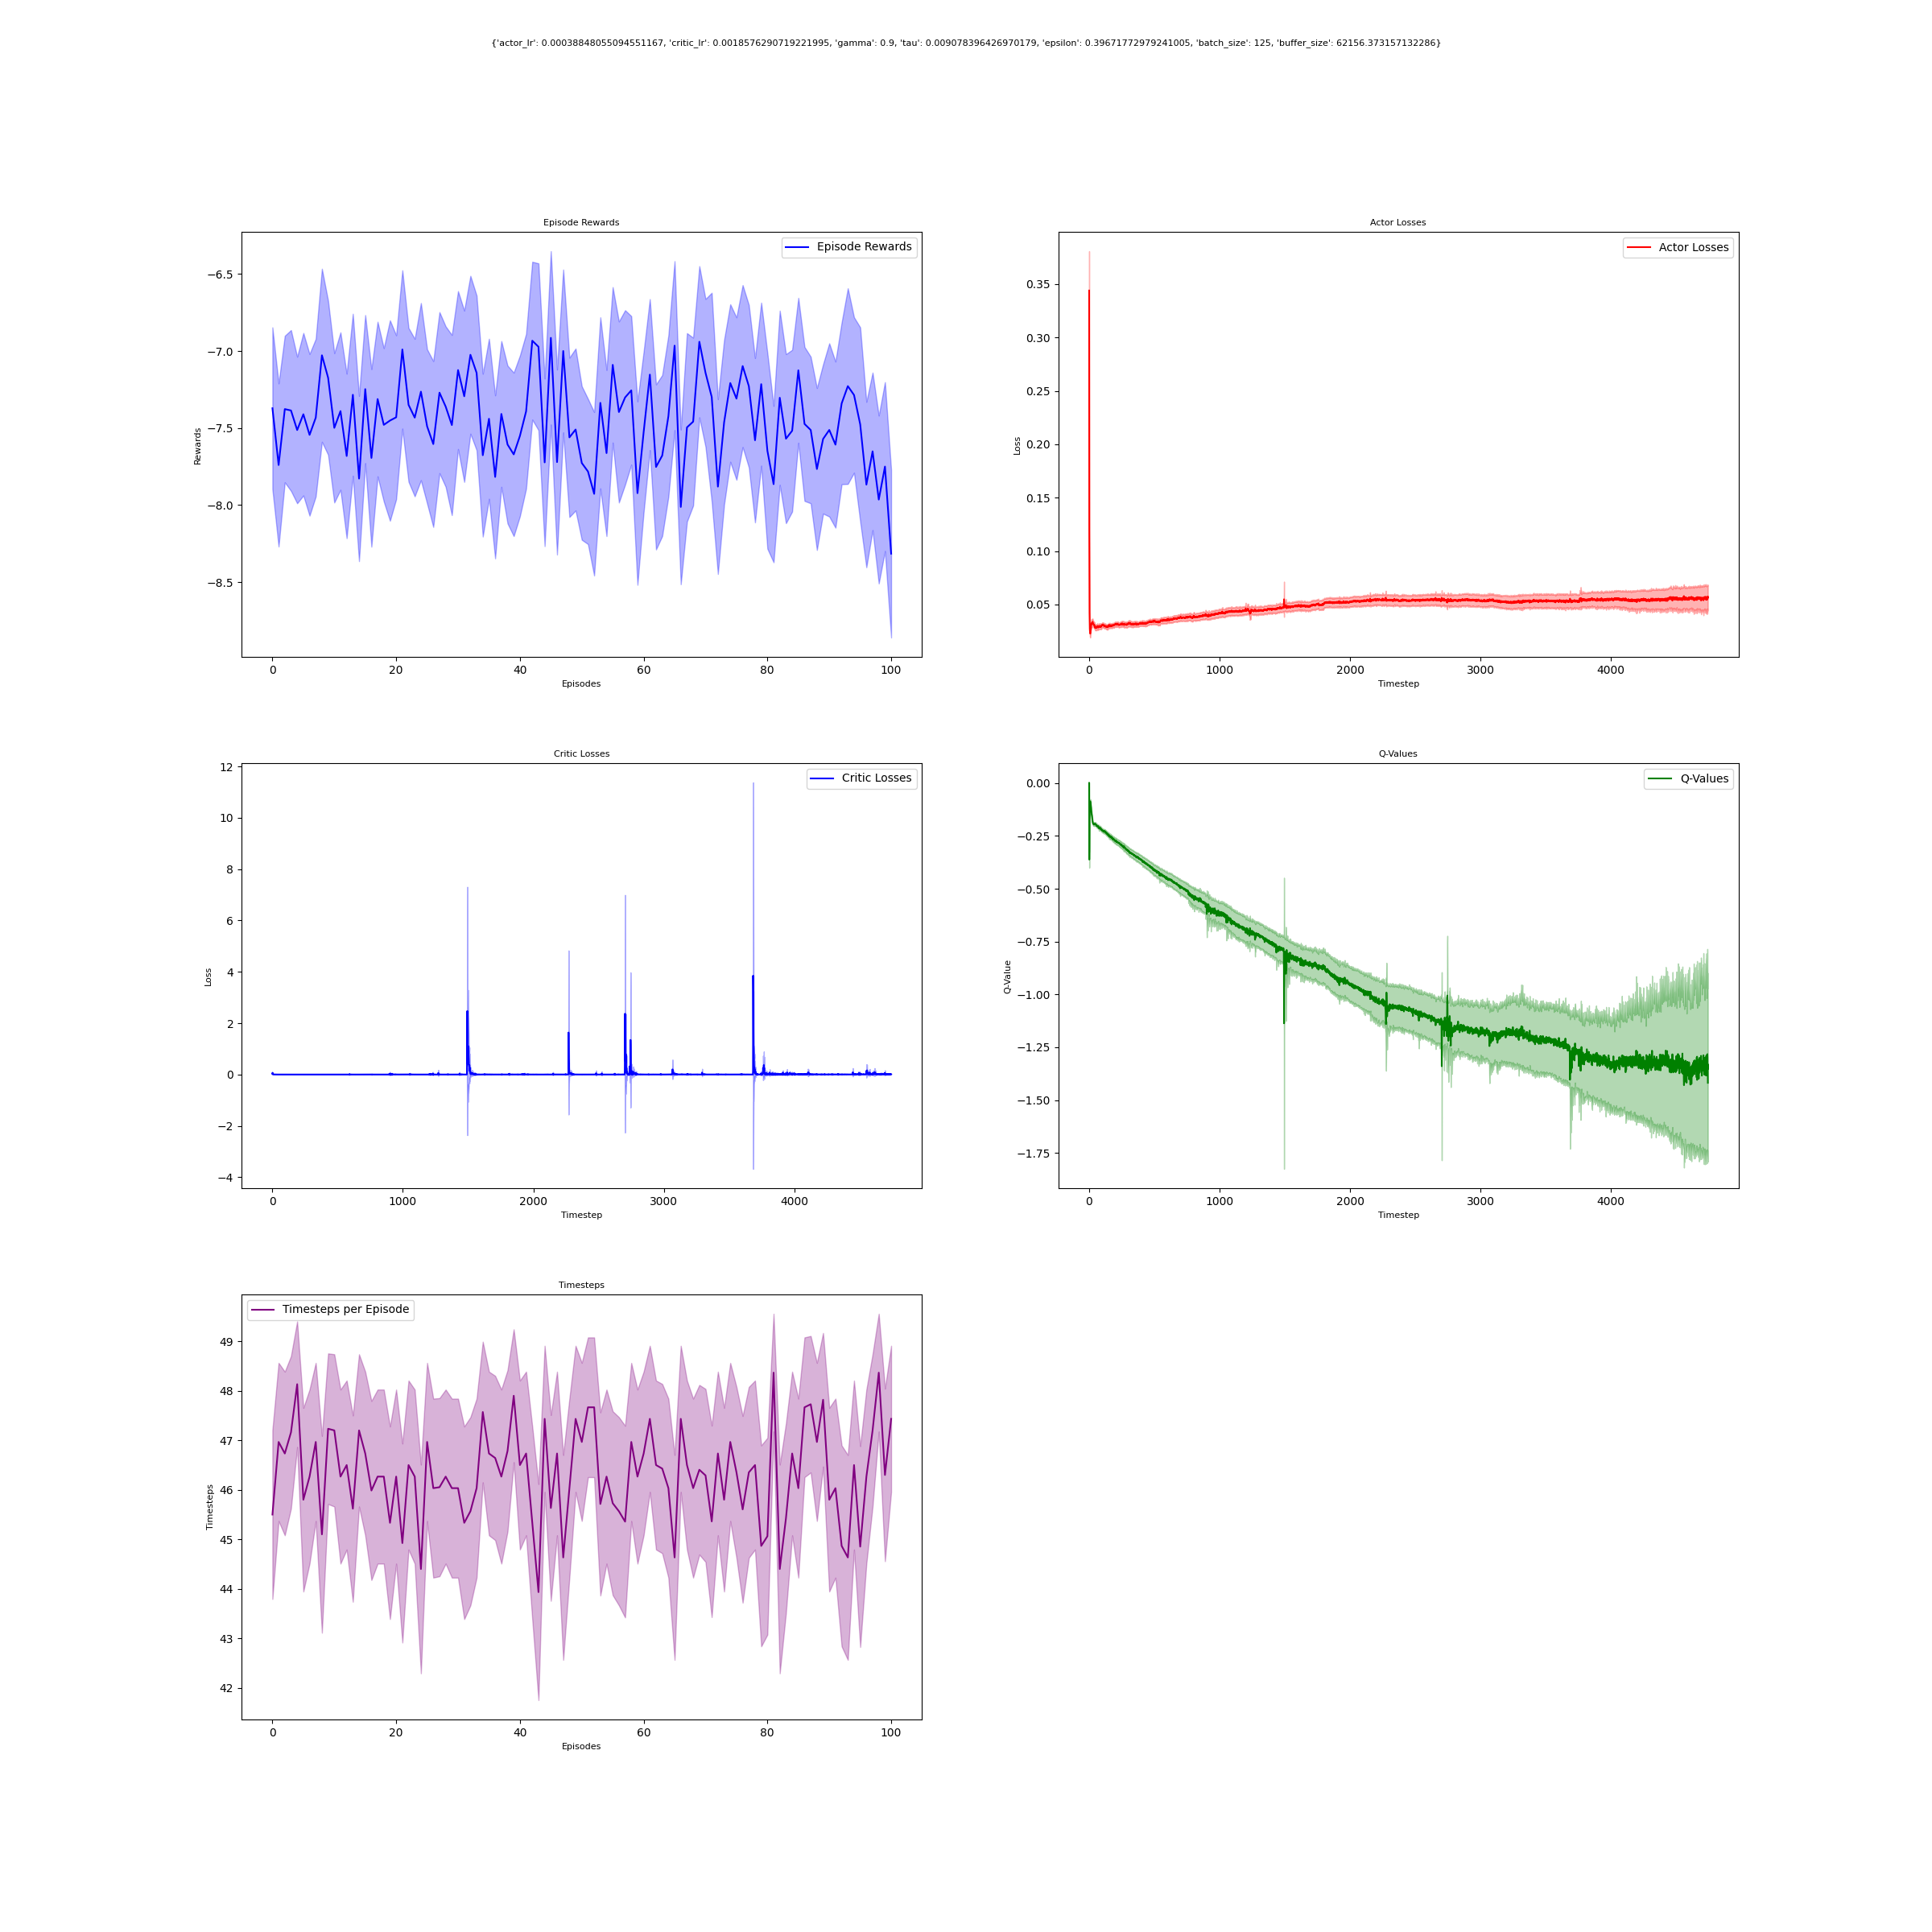 {'actor_lr': 0.00038848055094551167, 'critic_lr': 0.0018576290719221995, 'gamma': 0.9, 'tau': 0.009078396426970179, 'epsilon': 0.39671772979241005, 'batch_size': 125, 'buffer_size': 62156.373157132286}
Episode Rewards
Episode Rewards
Rewards
−6.5
−7.0
−7.5
−8.0
−8.5
0 20 40 60 80 100
Episodes
Actor Losses
Actor Losses
Loss
0.35
0.30
0.25
0.20
0.15
0.10
0.05
0 1000 2000 3000 4000
Timestep
Critic Losses
Critic Losses
Loss
12
10
8
6
4
2
0
−2
−4
0 1000 2000 3000 4000
Timestep
Q-Values
Q-Values
Q-Value
0.00
−0.25
−0.50
−0.75
−1.00
−1.25
−1.50
−1.75
0 1000 2000 3000 4000
Timestep
Timesteps
Timesteps per Episode
Timesteps
49
48
47
46
45
44
43
42
0 20 40 60 80 100
Episodes